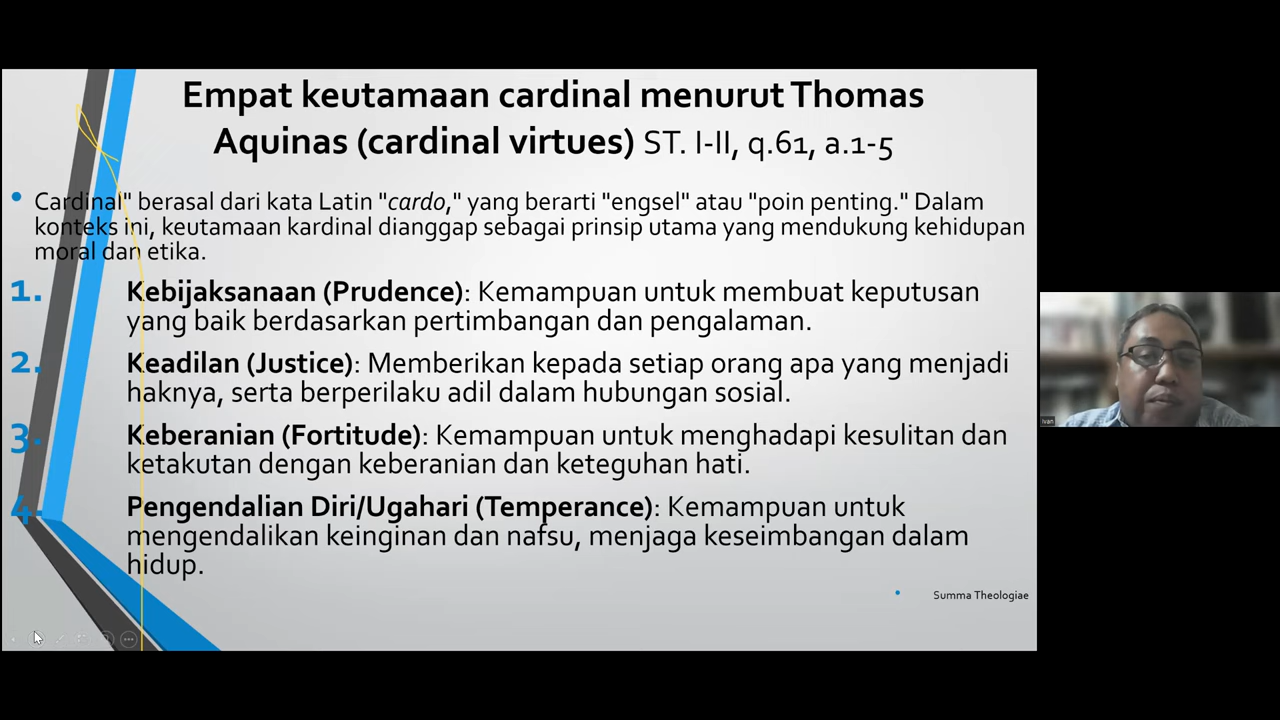 Empat keutamaan cardinal menurut Thomas
Aquinas (cardinal virtues) ST. I-II, q.61, a.1-5
• Cardinal" berasal dari kata Latin "cardo," yang berarti "engsel" atau "poin penting." Dalam
konteks ini, keutamaan kardinal dianggap sebagai prinsip utama yang mendukung kehidupan
moral dan etika.
1. Kebijaksanaan (Prudence): Kemampuan untuk membuat keputusan
yang baik berdasarkan pertimbangan dan pengalaman.
2. Keadilan (Justice): Memberikan kepada setiap orang apa yang menjadi
haknya, serta berperilaku adil dalam hubungan sosial.
3. Keberanian (Fortitude): Kemampuan untuk menghadapi kesulitan dan
ketakutan dengan keberanian dan keteguhan hati.
4. Pengendalian Diri/Ugahari (Temperance): Kemampuan untuk
mengendalikan keinginan dan nafsu, menjaga keseimbangan dalam
hidup.
• Summa Theologiae
Ivan